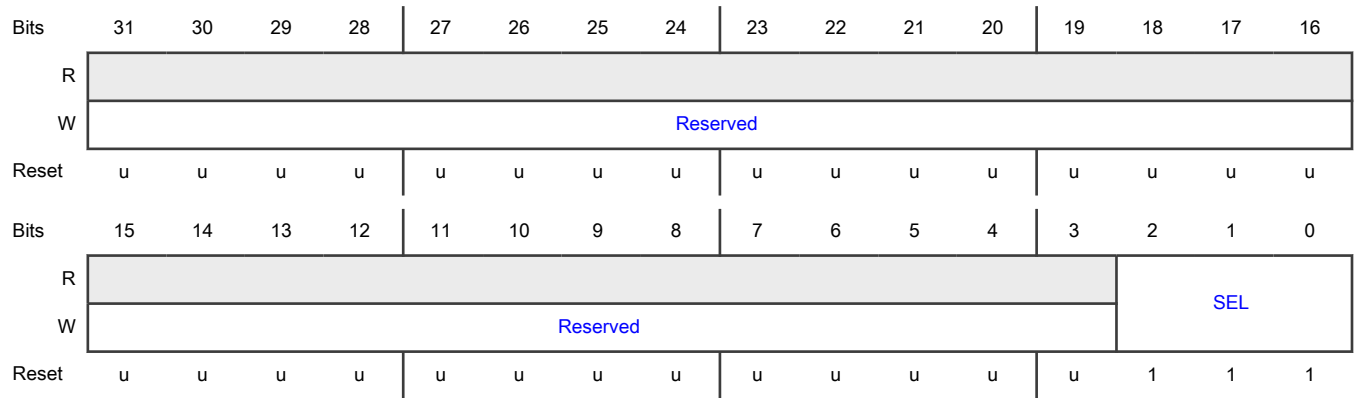 Bits 31 30 29 28 27 26 25 24 23 22 21 20 19 18 17 16
R
W Reserved
Reset u u u u u u u u u u u u u u u u
Bits 15 14 13 12 11 10 9 8 7 6 5 4 3 2 1 0
R
SEL
W Reserved
Reset u u u u u u u u u u u u u 1 1 1